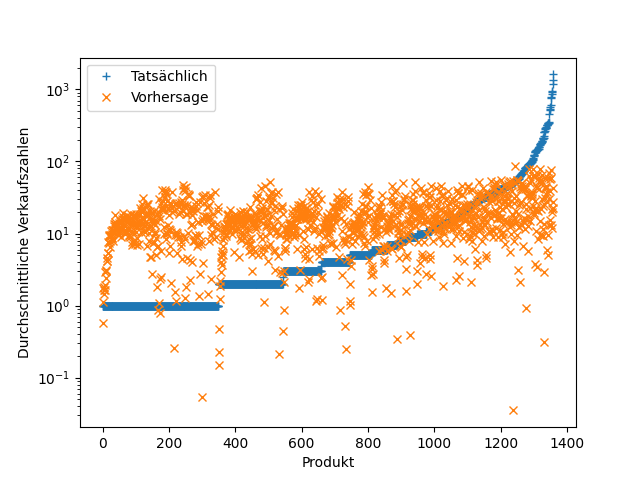 Tatsächlich
Vorhersage
Durchschnittliche Verkaufszahlen
10³
10²
10¹
10⁰
10⁻¹
0 200 400 600 800 1000 1200 1400
Produkt